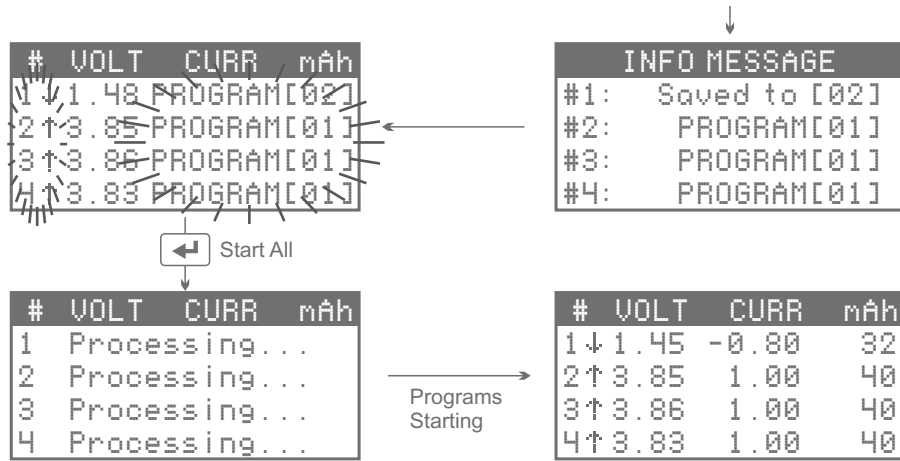 # VOLT CURR mAh
1↓1.48 PROGRAM[02]
2↑3.85 PROGRAM[01]
3↑3.86 PROGRAM[01]
4↑3.83 PROGRAM[01]
INFO MESSAGE
#1: Saved to [02]
#2: PROGRAM[01]
#3: PROGRAM[01]
#4: PROGRAM[01]
Start All
# VOLT CURR mAh
1 Processing...
2 Processing...
3 Processing...
4 Processing...
Programs
Starting
# VOLT CURR mAh
1↓1.45 -0.80 32
2↑3.85 1.00 40
3↑3.86 1.00 40
4↑3.83 1.00 40